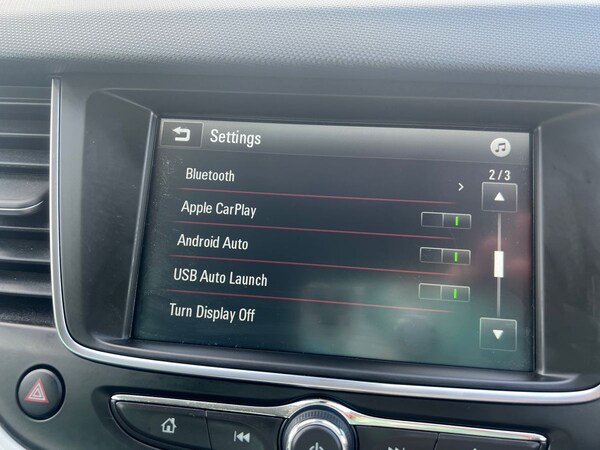 Settings
2/3
Bluetooth
Apple CarPlay
Android Auto
USB Auto Launch
Turn Display Off